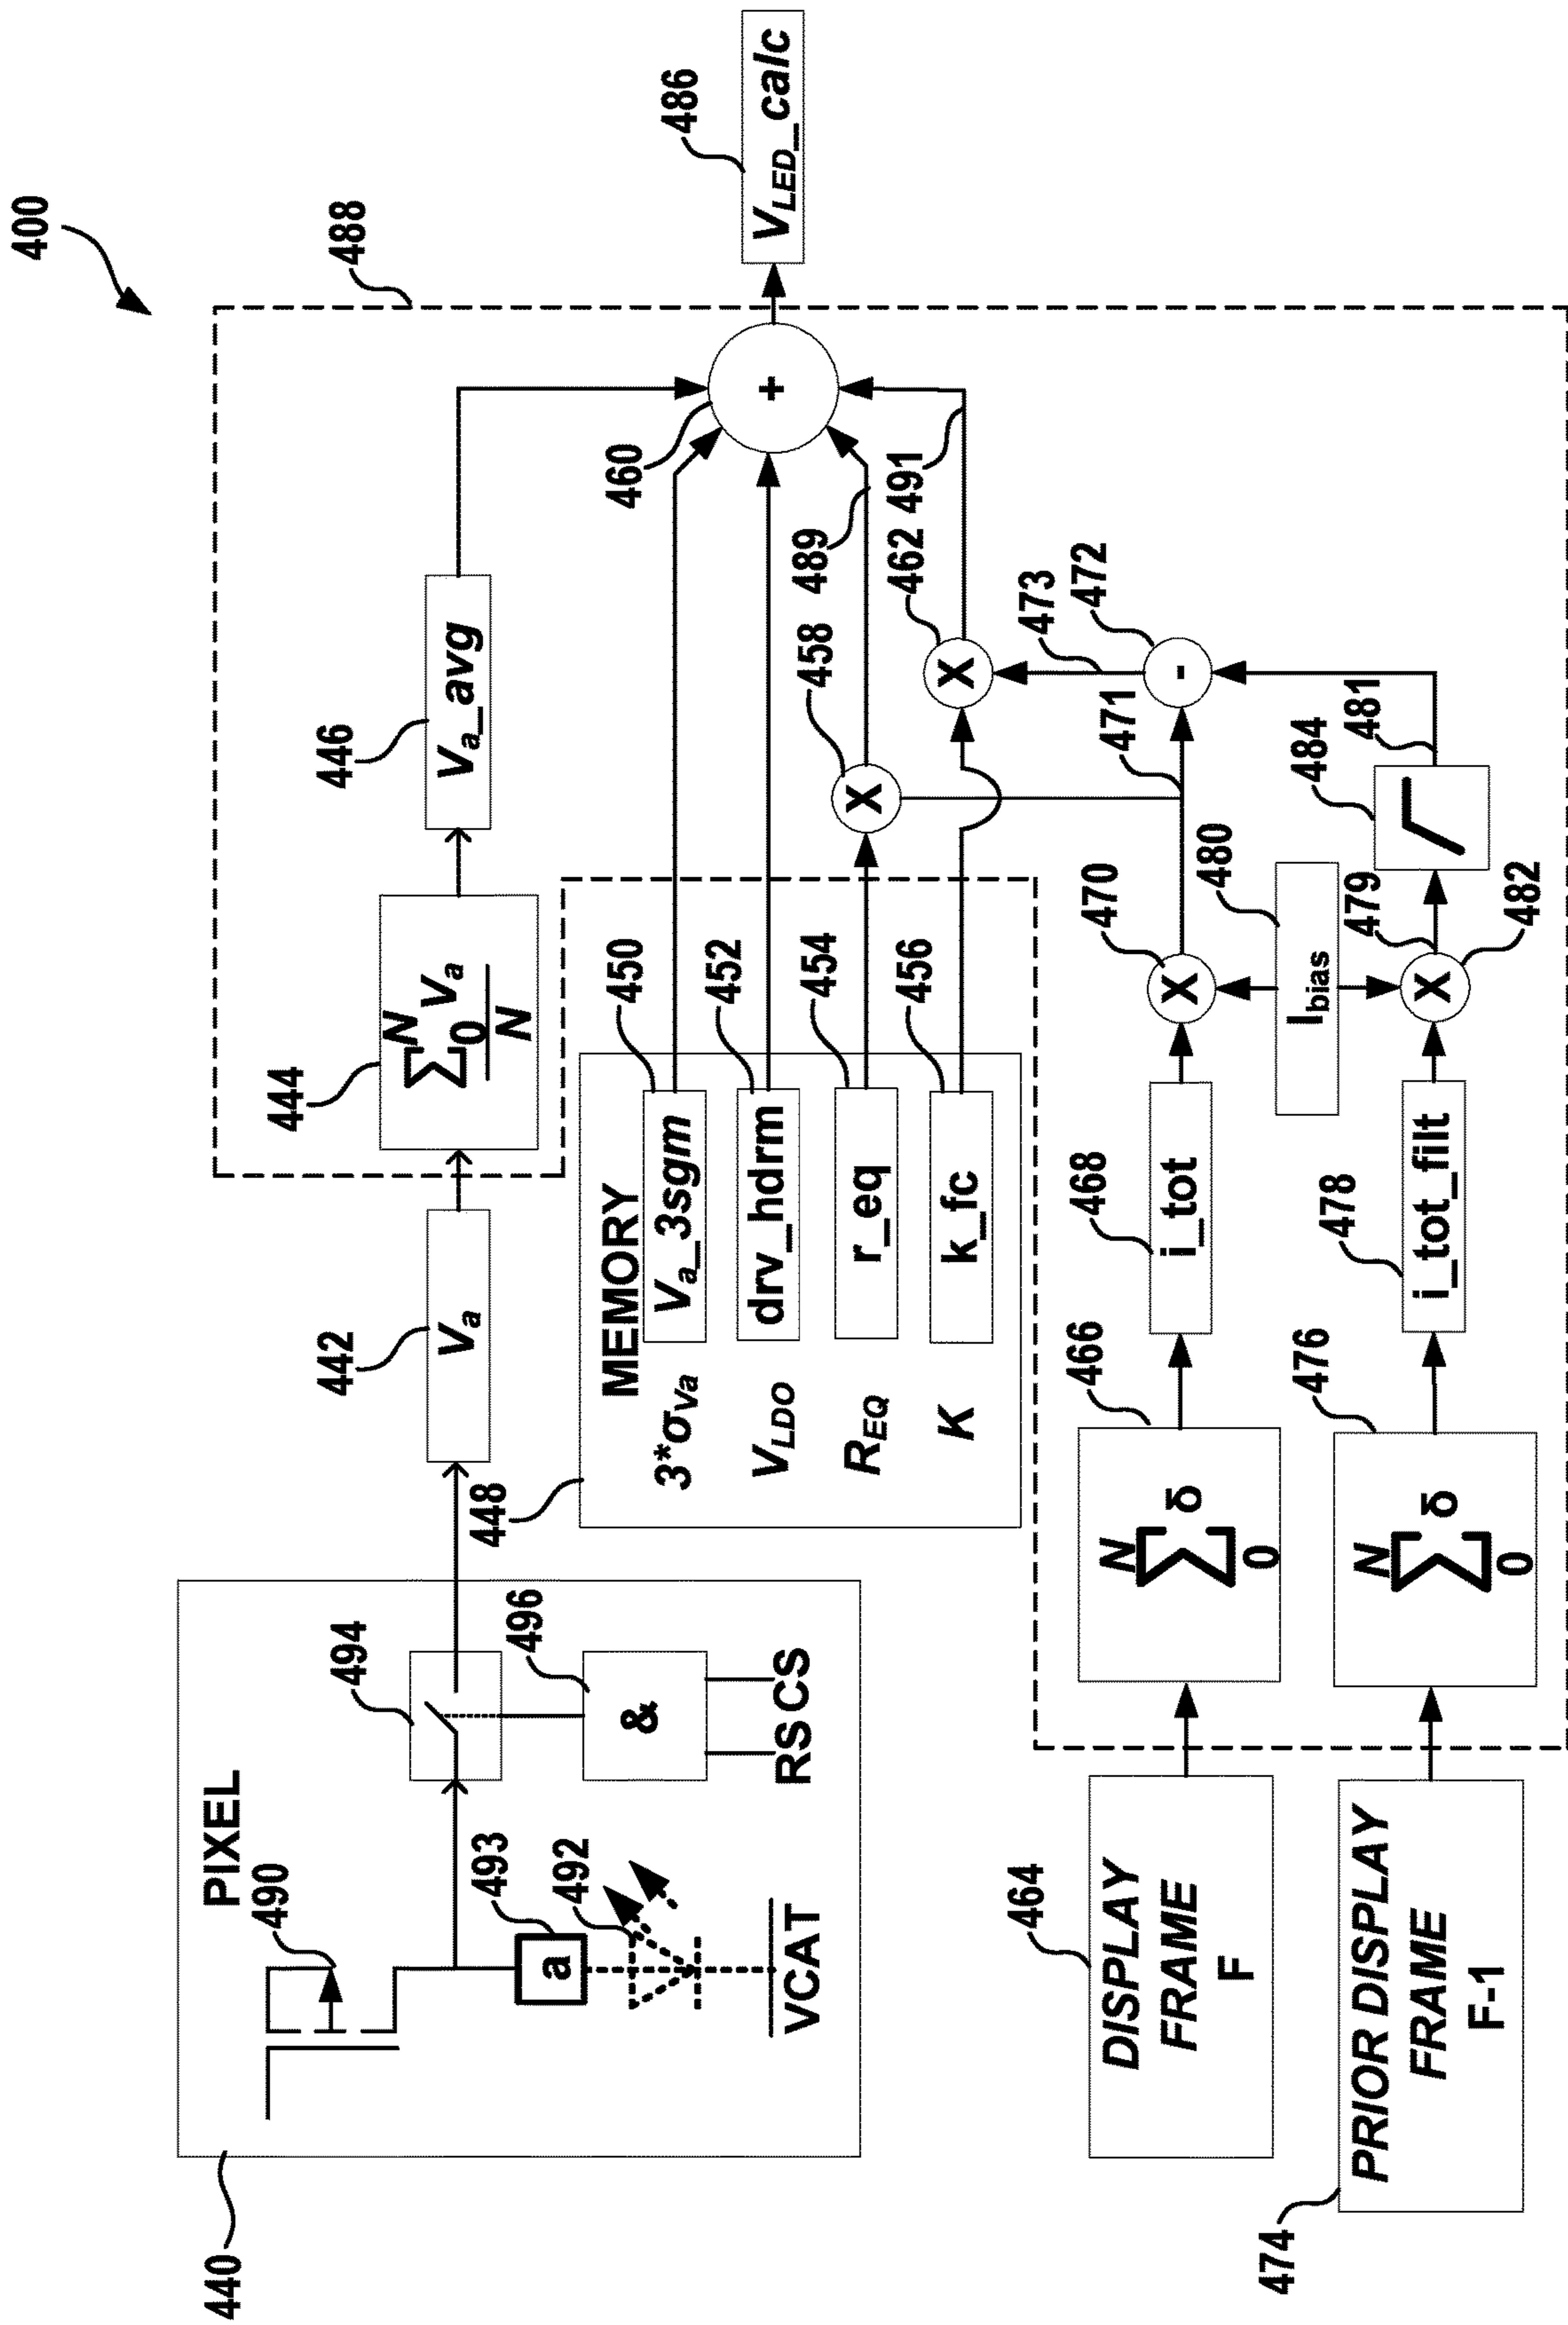 400
488
486
V_LED_calc
440
PIXEL
490
494
493
a
492
496
&
RS CS
VCAT
442
Va
444
N
Σ Va
0
N
446
Va_avg
460
+
448
MEMORY
3*σVa
Va_3sgm
450
VLDO
drv_hdrm
452
REQ
r_eq
454
K
k_fc
456
458
X
489
462
X
491
473
472
-
471
464
DISPLAY
FRAME
F
466
N
Σ δ
0
468
i_tot
470
X
480
Ibias
474
PRIOR DISPLAY
FRAME
F-1
476
N
Σ δ
0
478
i_tot_filt
X
482
479
484
481